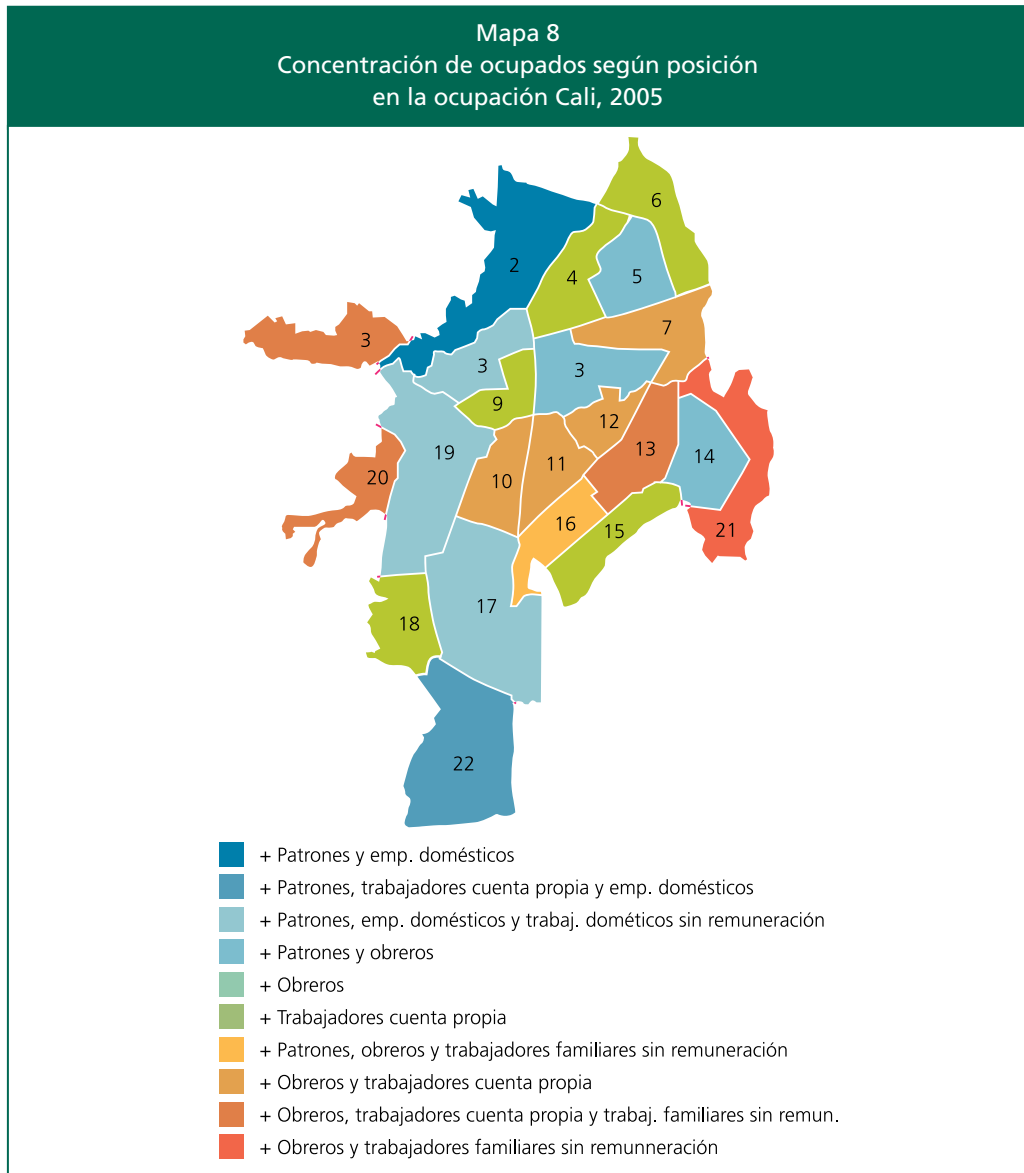 Mapa 8
Concentración de ocupados según posición
en la ocupación Cali, 2005
6
2
4
5
7
3
3
3
9
12
19
13
14
11
20
10
16
21
15
17
18
22
+ Patrones y emp. domésticos
+ Patrones, trabajadores cuenta propia y emp. domésticos
+ Patrones, emp. domésticos y trabaj. dométicos sin remuneración
+ Patrones y obreros
+ Obreros
+ Trabajadores cuenta propia
+ Patrones, obreros y trabajadores familiares sin remuneración
+ Obreros y trabajadores cuenta propia
+ Obreros, trabajadores cuenta propia y trabaj. familiares sin remun.
+ Obreros y trabajadores familiares sin remunneración